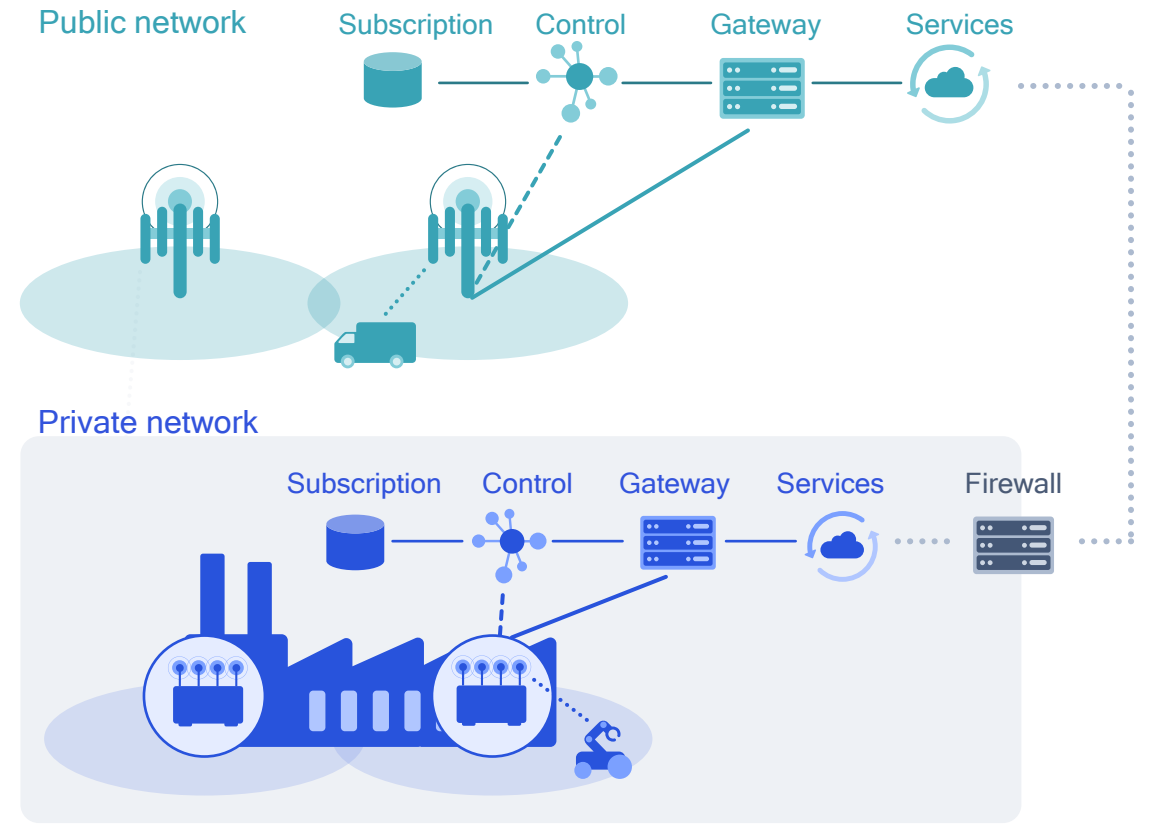 Public network
Subscription
Control
Gateway
Services
Private network
Subscription
Control
Gateway
Services
Firewall